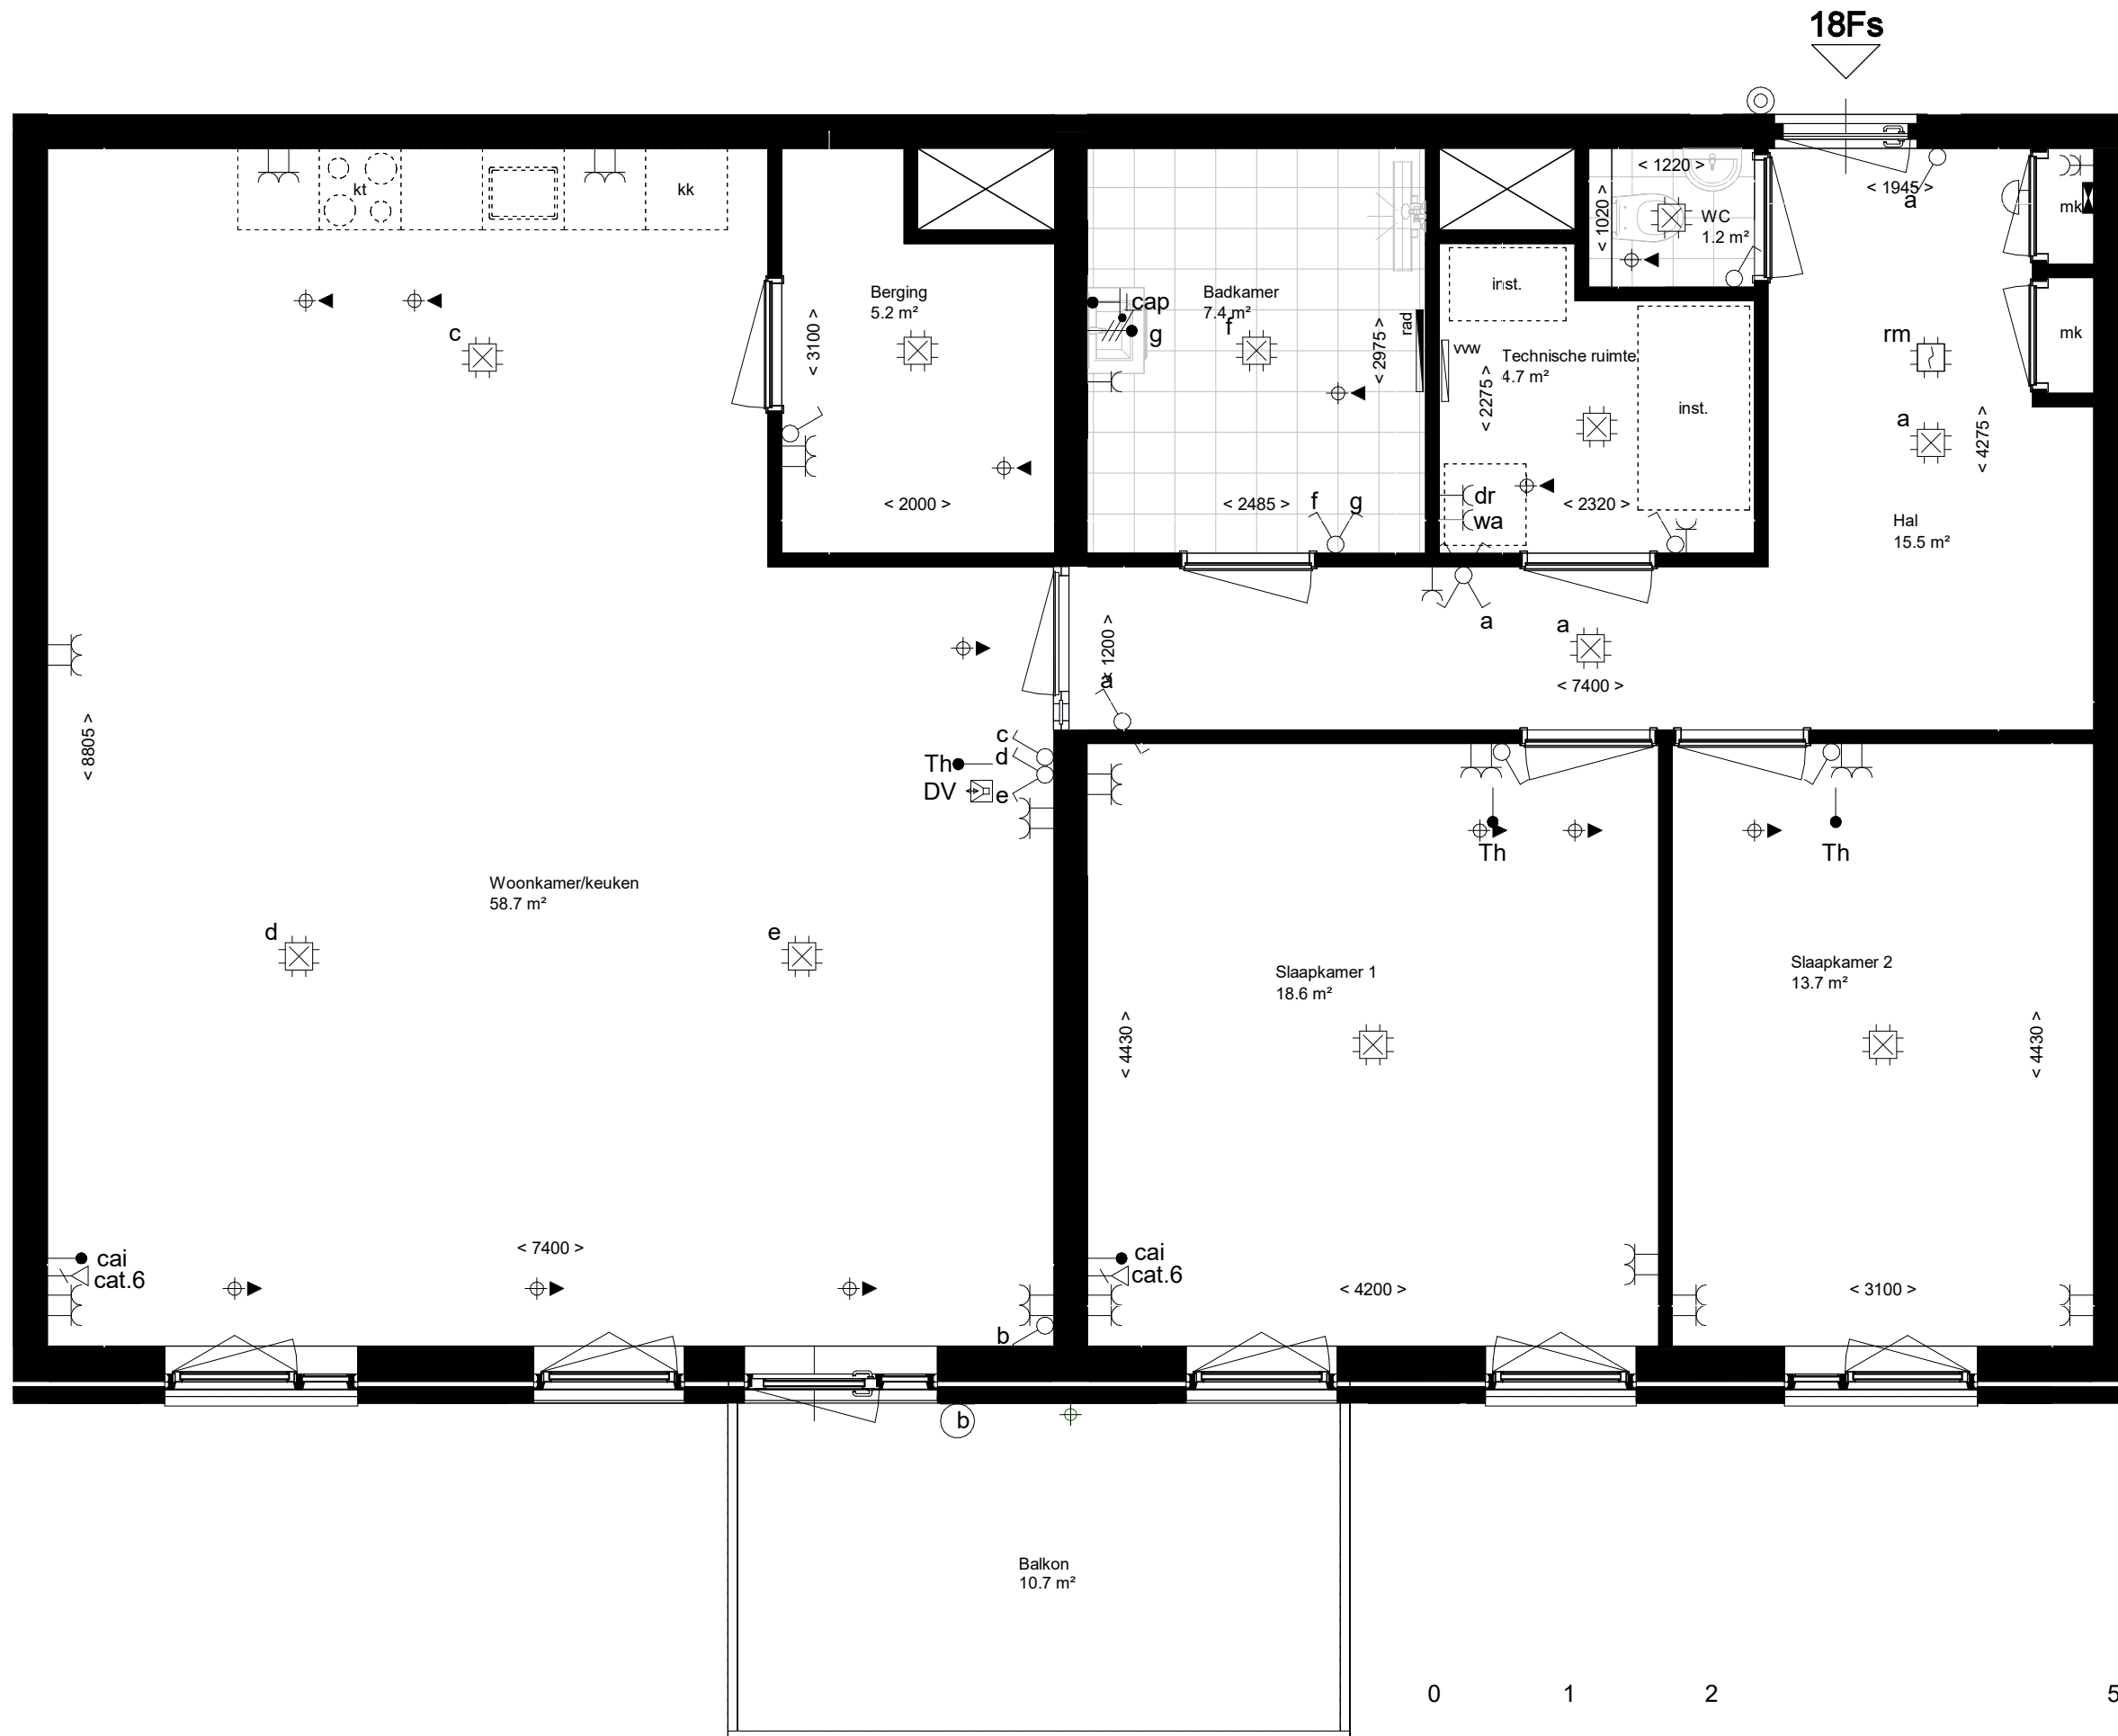 18Fs
kt
kk
< 1220 >
< 1945 >
a
< 1020 >
WC
1.2 m²
mk
Berging
5.2 m²
Badkamer
7.4 m²
inst.
cap
g
f
rad
c
< 3100 >
< 2975 >
vvw
Technische ruimte
4.7 m²
rm
mk
< 2275 >
inst.
a
< 4275 >
< 2000 >
< 2485 >
f
g
dr
wa
< 2320 >
Hal
15.5 m²
< 1200 >
a
a
a
< 7400 >
< 8805 >
c
d
Th
DV
e
Th
Th
Woonkamer/keuken
58.7 m²
d
e
Slaapkamer 1
18.6 m²
Slaapkamer 2
13.7 m²
< 4430 >
< 4430 >
cai
cat.6
< 7400 >
cai
cat.6
< 4200 >
< 3100 >
b
b
Balkon
10.7 m²
0 1 2 5